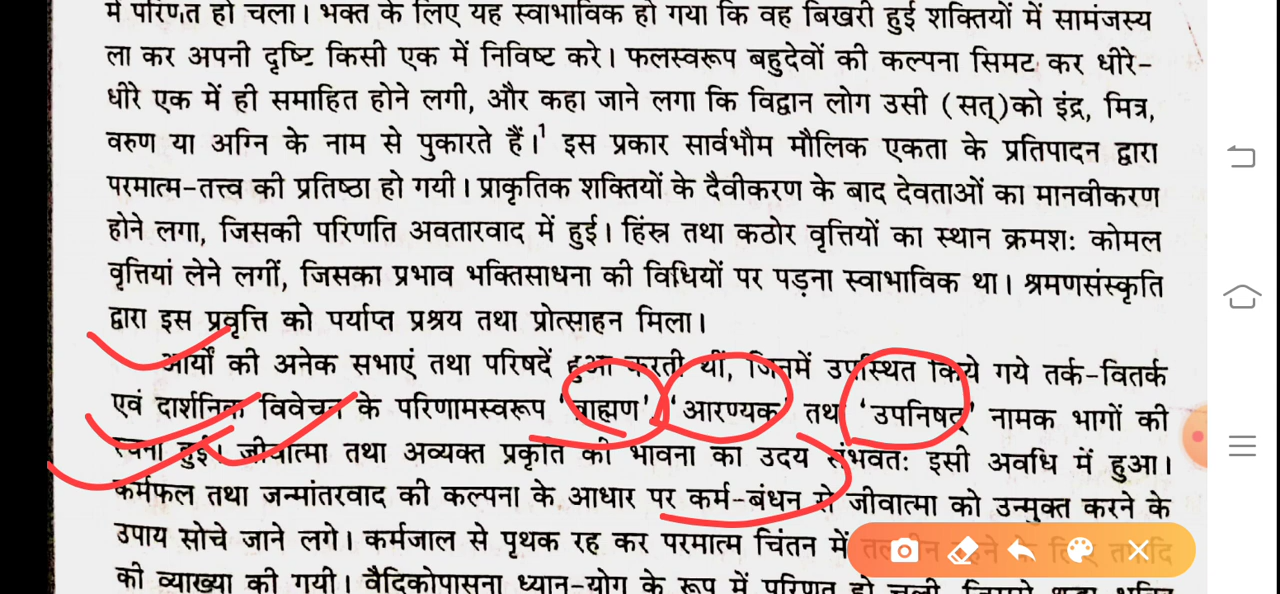 में परिणत हो चला। भक्त के लिए यह स्वाभाविक हो गया कि वह बिखरी हुई शक्तियों में सामंजस्य
ला कर अपनी दृष्टि किसी एक में निविष्ट करे। फलस्वरूप बहुदेवों की कल्पना सिमट कर धीरे-
धीरे एक में ही समाहित होने लगी, और कहा जाने लगा कि विद्वान लोग उसी (सत्)को इंद्र, मित्र,
वरुण या अग्नि के नाम से पुकारते हैं।¹ इस प्रकार सार्वभौम मौलिक एकता के प्रतिपादन द्वारा
परमात्म-तत्त्व की प्रतिष्ठा हो गयी। प्राकृतिक शक्तियों के दैवीकरण के बाद देवताओं का मानवीकरण
होने लगा, जिसकी परिणति अवतारवाद में हुई। हिंस्र तथा कठोर वृत्तियों का स्थान क्रमशः कोमल
वृत्तियां लेने लगीं, जिसका प्रभाव भक्तिसाधना की विधियों पर पड़ना स्वाभाविक था। श्रमणसंस्कृति
द्वारा इस प्रवृत्ति को पर्याप्त प्रश्रय तथा प्रोत्साहन मिला।
आर्यों की अनेक सभाएं तथा परिषदें हुआ करती थीं, जिनमें उपस्थित किये गये तर्क-वितर्क
एवं दार्शनिक विवेचन के परिणामस्वरूप 'ब्राह्मण', 'आरण्यक' तथा 'उपनिषद्' नामक भागों की
रचना हुई। जीवात्मा तथा अव्यक्त प्रकृति की भावना का उदय संभवतः इसी अवधि में हुआ।
कर्मफल तथा जन्मांतरवाद की कल्पना के आधार पर कर्म-बंधन से जीवात्मा को उन्मुक्त करने के
उपाय सोचे जाने लगे। कर्मजाल से पृथक रह कर परमात्म चिंतन में तल्लीन रहने के लिए
की व्याख्या की गयी। वैदिकोपासना ध्यान-योग के रूप में परिणत हो चली,